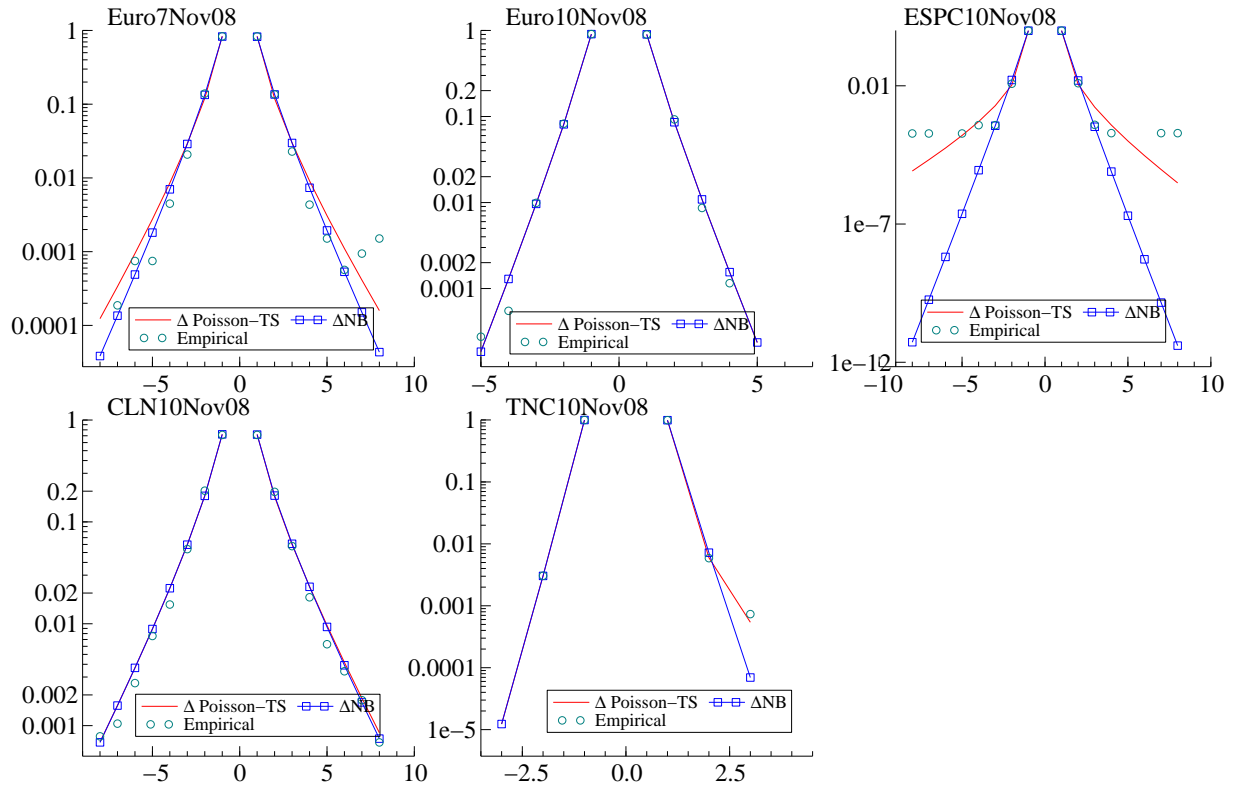 Euro7Nov08
1
0.1
0.01
0.001
0.0001
Δ Poisson−TS ΔNB
Empirical
−5 0 5 10
Euro10Nov08
1
0.2
0.1
0.02
0.01
0.002
0.001
Δ Poisson−TS ΔNB
Empirical
−5 0 5
ESPC10Nov08
0.01
1e−7
1e−12
Δ Poisson−TS ΔNB
Empirical
−10 −5 0 5 10
CLN10Nov08
1
0.2
0.1
0.02
0.01
0.002
0.001
Δ Poisson−TS ΔNB
Empirical
−5 0 5 10
TNC10Nov08
1
0.1
0.01
0.001
0.0001
1e−5
Δ Poisson−TS ΔNB
Empirical
−2.5 0.0 2.5